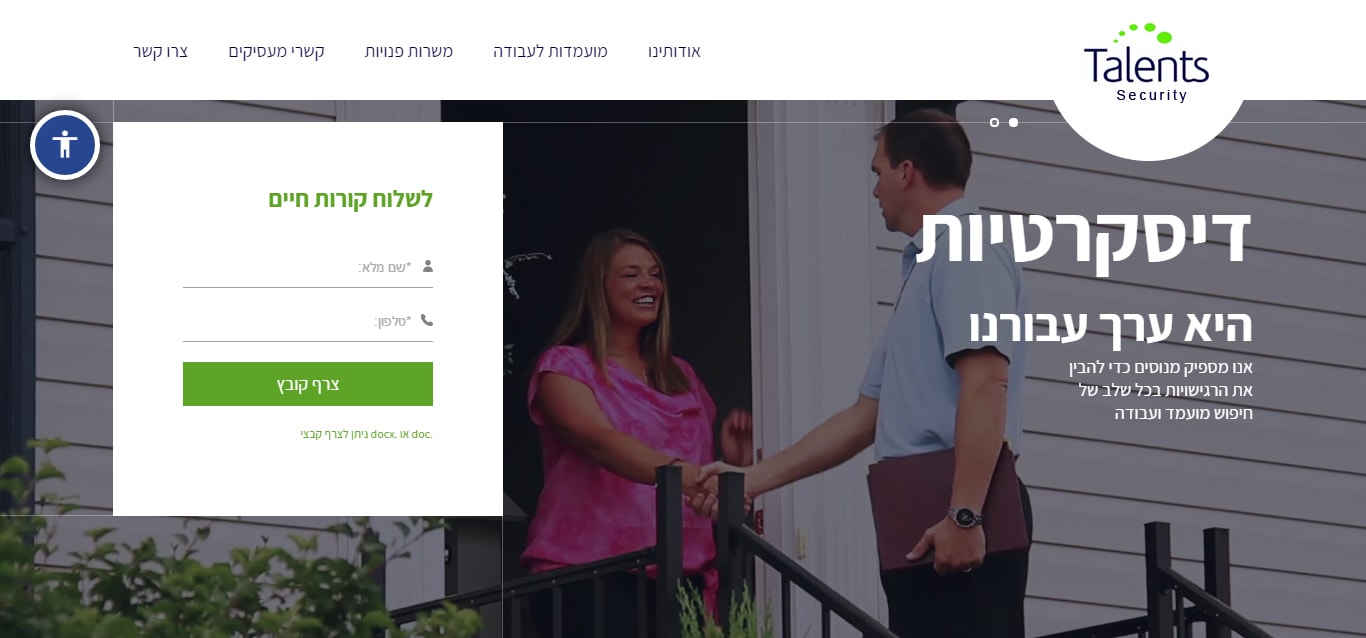 Talents
Security
אודותינו
מועמדות לעבודה
משרות פנויות
קשרי מעסיקים
צרו קשר
דיסקרטיות
היא ערך עבורנו
אנו מספיק מנוסים כדי להבין
את הרגישויות בכל שלב של
חיפוש מועמד ועבודה
לשלוח קורות חיים
*שם מלא:
*טלפון:
צרף קובץ
ניתן לצרף קבצי docx. או doc.